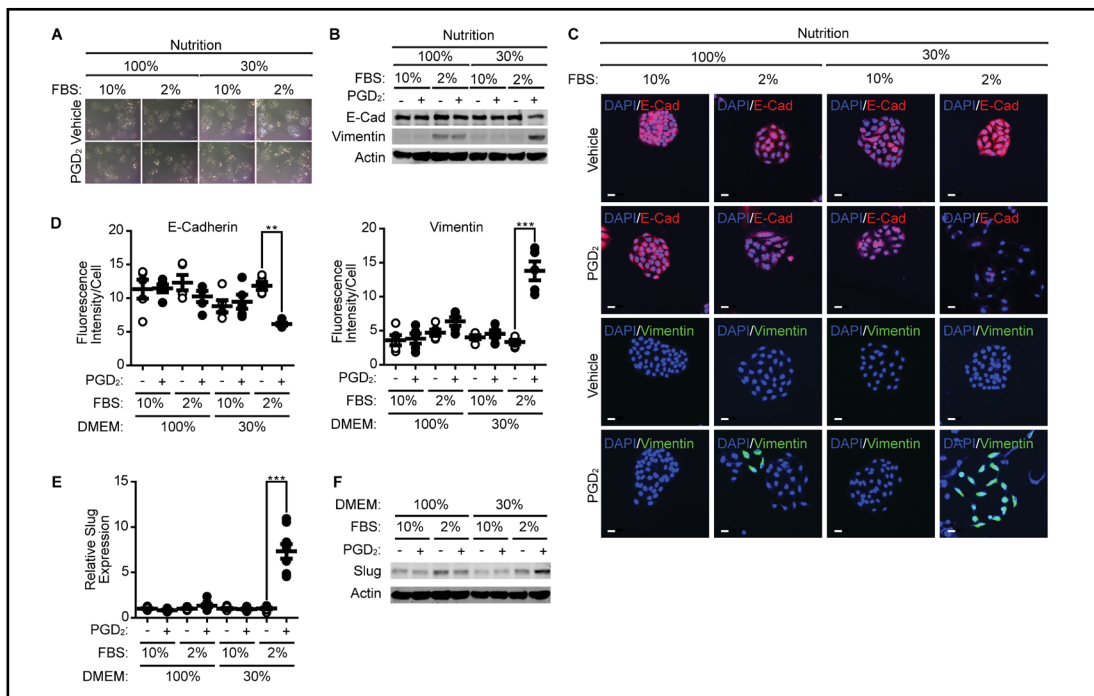 A
Nutrition
100% 30%
FBS: 10% 2% 10% 2%
Vehicle
PGD₂
B
Nutrition
100% 30%
FBS: 10% 2% 10% 2%
PGD₂: - + - + - + - +
E-Cad
Vimentin
Actin
C
Nutrition
100% 30%
FBS: 10% 2% 10% 2%
Vehicle
DAPI/E-Cad DAPI/E-Cad DAPI/E-Cad DAPI/E-Cad
PGD₂
DAPI/E-Cad DAPI/E-Cad DAPI/E-Cad DAPI/E-Cad
Vehicle
DAPI/Vimentin DAPI/Vimentin DAPI/Vimentin DAPI/Vimentin
PGD₂
DAPI/Vimentin DAPI/Vimentin DAPI/Vimentin DAPI/Vimentin
D
E-Cadherin
**
Fluorescence
Intensity/Cell
20
15
10
5
0
PGD₂: - + - + - + - +
FBS: 10% 2% 10% 2%
DMEM: 100% 30%
Vimentin
***
Fluorescence
Intensity/Cell
20
15
10
5
0
PGD₂: - + - + - + - +
FBS: 10% 2% 10% 2%
DMEM: 100% 30%
E
***
Relative Slug
Expression
15
10
5
0
PGD₂: - + - + - + - +
FBS: 10% 2% 10% 2%
DMEM: 100% 30%
F
DMEM: 100% 30%
FBS: 10% 2% 10% 2%
PGD₂: - + - + - + - +
Slug
Actin